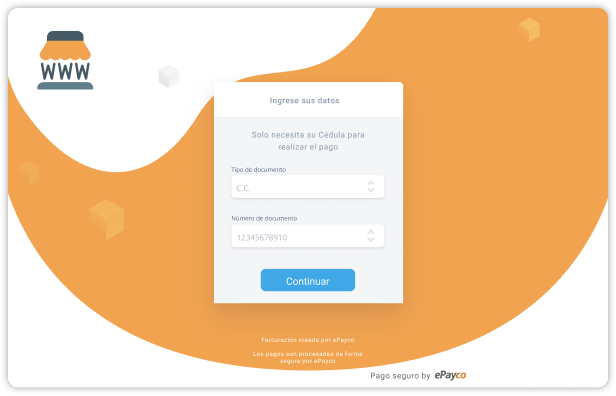 WWW
Ingrese sus datos
Solo necesita su Cédula para
realizar el pago
Tipo de documento
C.C.
Número de documento
12345678910
Continuar
Facturación creada por ePayco
Los pagos son procesados de forma
segura por ePayco
Pago seguro by ePayco